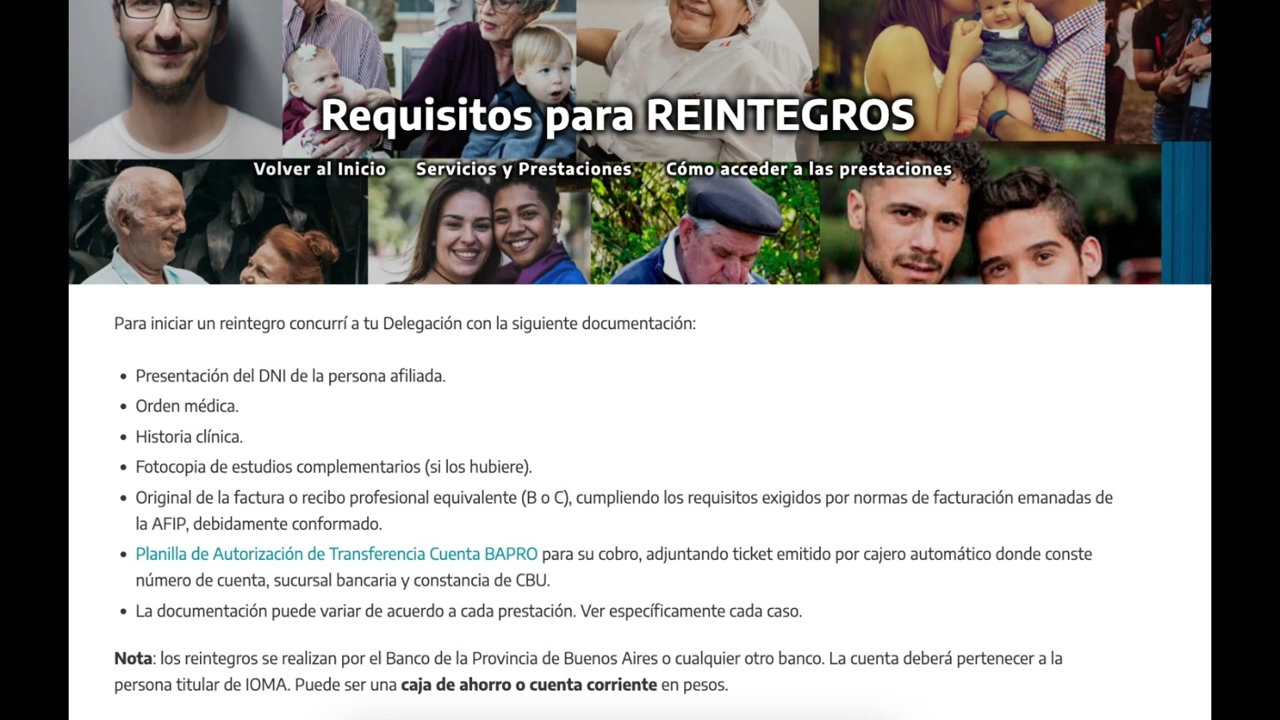 Requisitos para REINTEGROS
Volver al Inicio Servicios y Prestaciones Cómo acceder a las prestaciones
Para iniciar un reintegro concurrí a tu Delegación con la siguiente documentación:
• Presentación del DNI de la persona afiliada.
• Orden médica.
• Historia clínica.
• Fotocopia de estudios complementarios (si los hubiere).
• Original de la factura o recibo profesional equivalente (B o C), cumpliendo los requisitos exigidos por normas de facturación emanadas de
la AFIP, debidamente conformado.
• Planilla de Autorización de Transferencia Cuenta BAPRO para su cobro, adjuntando ticket emitido por cajero automático donde conste
número de cuenta, sucursal bancaria y constancia de CBU.
• La documentación puede variar de acuerdo a cada prestación. Ver específicamente cada caso.
Nota: los reintegros se realizan por el Banco de la Provincia de Buenos Aires o cualquier otro banco. La cuenta deberá pertenecer a la
persona titular de IOMA. Puede ser una caja de ahorro o cuenta corriente en pesos.